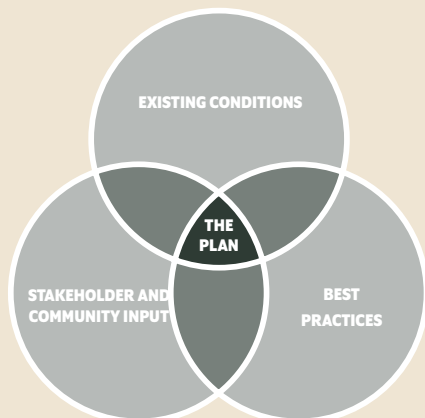 EXISTING CONDITIONS
THE
PLAN
STAKEHOLDER AND
COMMUNITY INPUT
BEST
PRACTICES